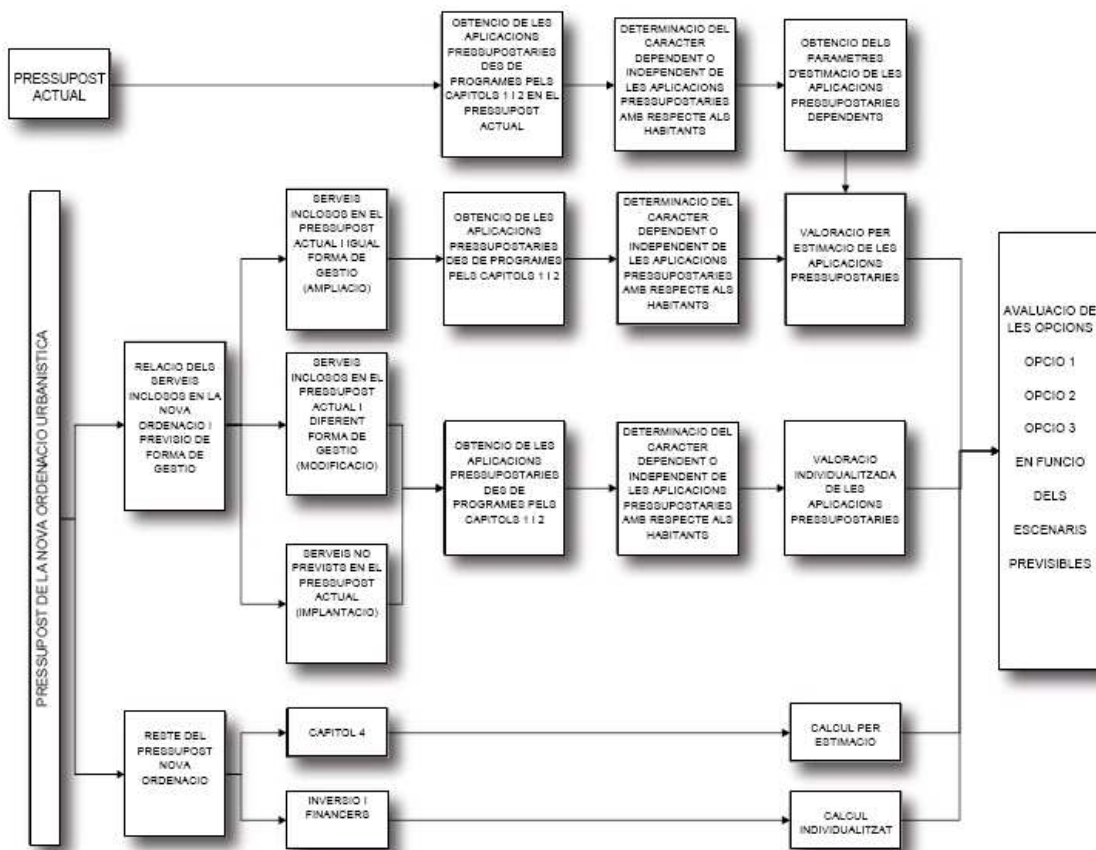 PRESSUPOST
ACTUAL
OBTENCIO DE LES
APLICACIONS
PRESSUPOSTARIES
DES DE
PROGRAMES PELS
CAPITOLS 1 I 2 EN EL
PRESSUPOST
ACTUAL
DETERMINACIO DEL
CARACTER
DEPENDENT O
INDEPENDENT DE
LES APLICACIONS
PRESSUPOSTARIES
AMB RESPECTE ALS
HABITANTS
OBTENCIO DELS
PARAMETRES
D'ESTIMACIO DE LES
APLICACIONS
PRESSUPOSTARIES
DEPENDENTS
PRESSUPOST DE LA NOVA ORDENACIO URBANISTICA
RELACIO DELS
SERVEIS
INCLOSOS EN LA
NOVA
ORDENACIO I
PREVISIO DE
FORMA DE
GESTIO
SERVEIS
INCLOSOS EN EL
PRESSUPOST
ACTUAL I IGUAL
FORMA DE
GESTIO
(AMPLIACIO)
OBTENCIO DE LES
APLICACIONS
PRESSUPOSTARIES
DES DE PROGRAMES
PELS CAPITOLS 1 I 2
DETERMINACIO DEL
CARACTER
DEPENDENT O
INDEPENDENT DE
LES APLICACIONS
PRESSUPOSTARIES
AMB RESPECTE ALS
HABITANTS
VALORACIO PER
ESTIMACIO DE LES
APLICACIONS
PRESSUPOSTARIES
SERVEIS
INCLOSOS EN EL
PRESSUPOST
ACTUAL I
DIFERENT
FORMA DE
GESTIO
(MODIFICACIO)
SERVEIS NO
PREVISTS EN EL
PRESSUPOST
ACTUAL
(IMPLANTACIO)
OBTENCIO DE LES
APLICACIONS
PRESSUPOSTARIES
DES DE
PROGRAMES PELS
CAPITOLS 1 I 2
DETERMINACIO DEL
CARACTER
DEPENDENT O
INDEPENDENT DE
LES APLICACIONS
PRESSUPOSTARIES
AMB RESPECTE ALS
HABITANTS
VALORACIO
INDIVIDUALITZADA
DE LES
APLICACIONS
PRESSUPOSTARIES
RESTE DEL
PRESSUPOST
NOVA
ORDENACIO
CAPITOL 4
CALCUL PER
ESTIMACIO
INVERSIO I
FINANCERS
CALCUL
INDIVIDUALITZAT
AVALUACIO DE
LES OPCIONS
OPCIO 1
OPCIO 2
OPCIO 3
EN FUNCIO
DELS
ESCENARIS
PREVISIBLES